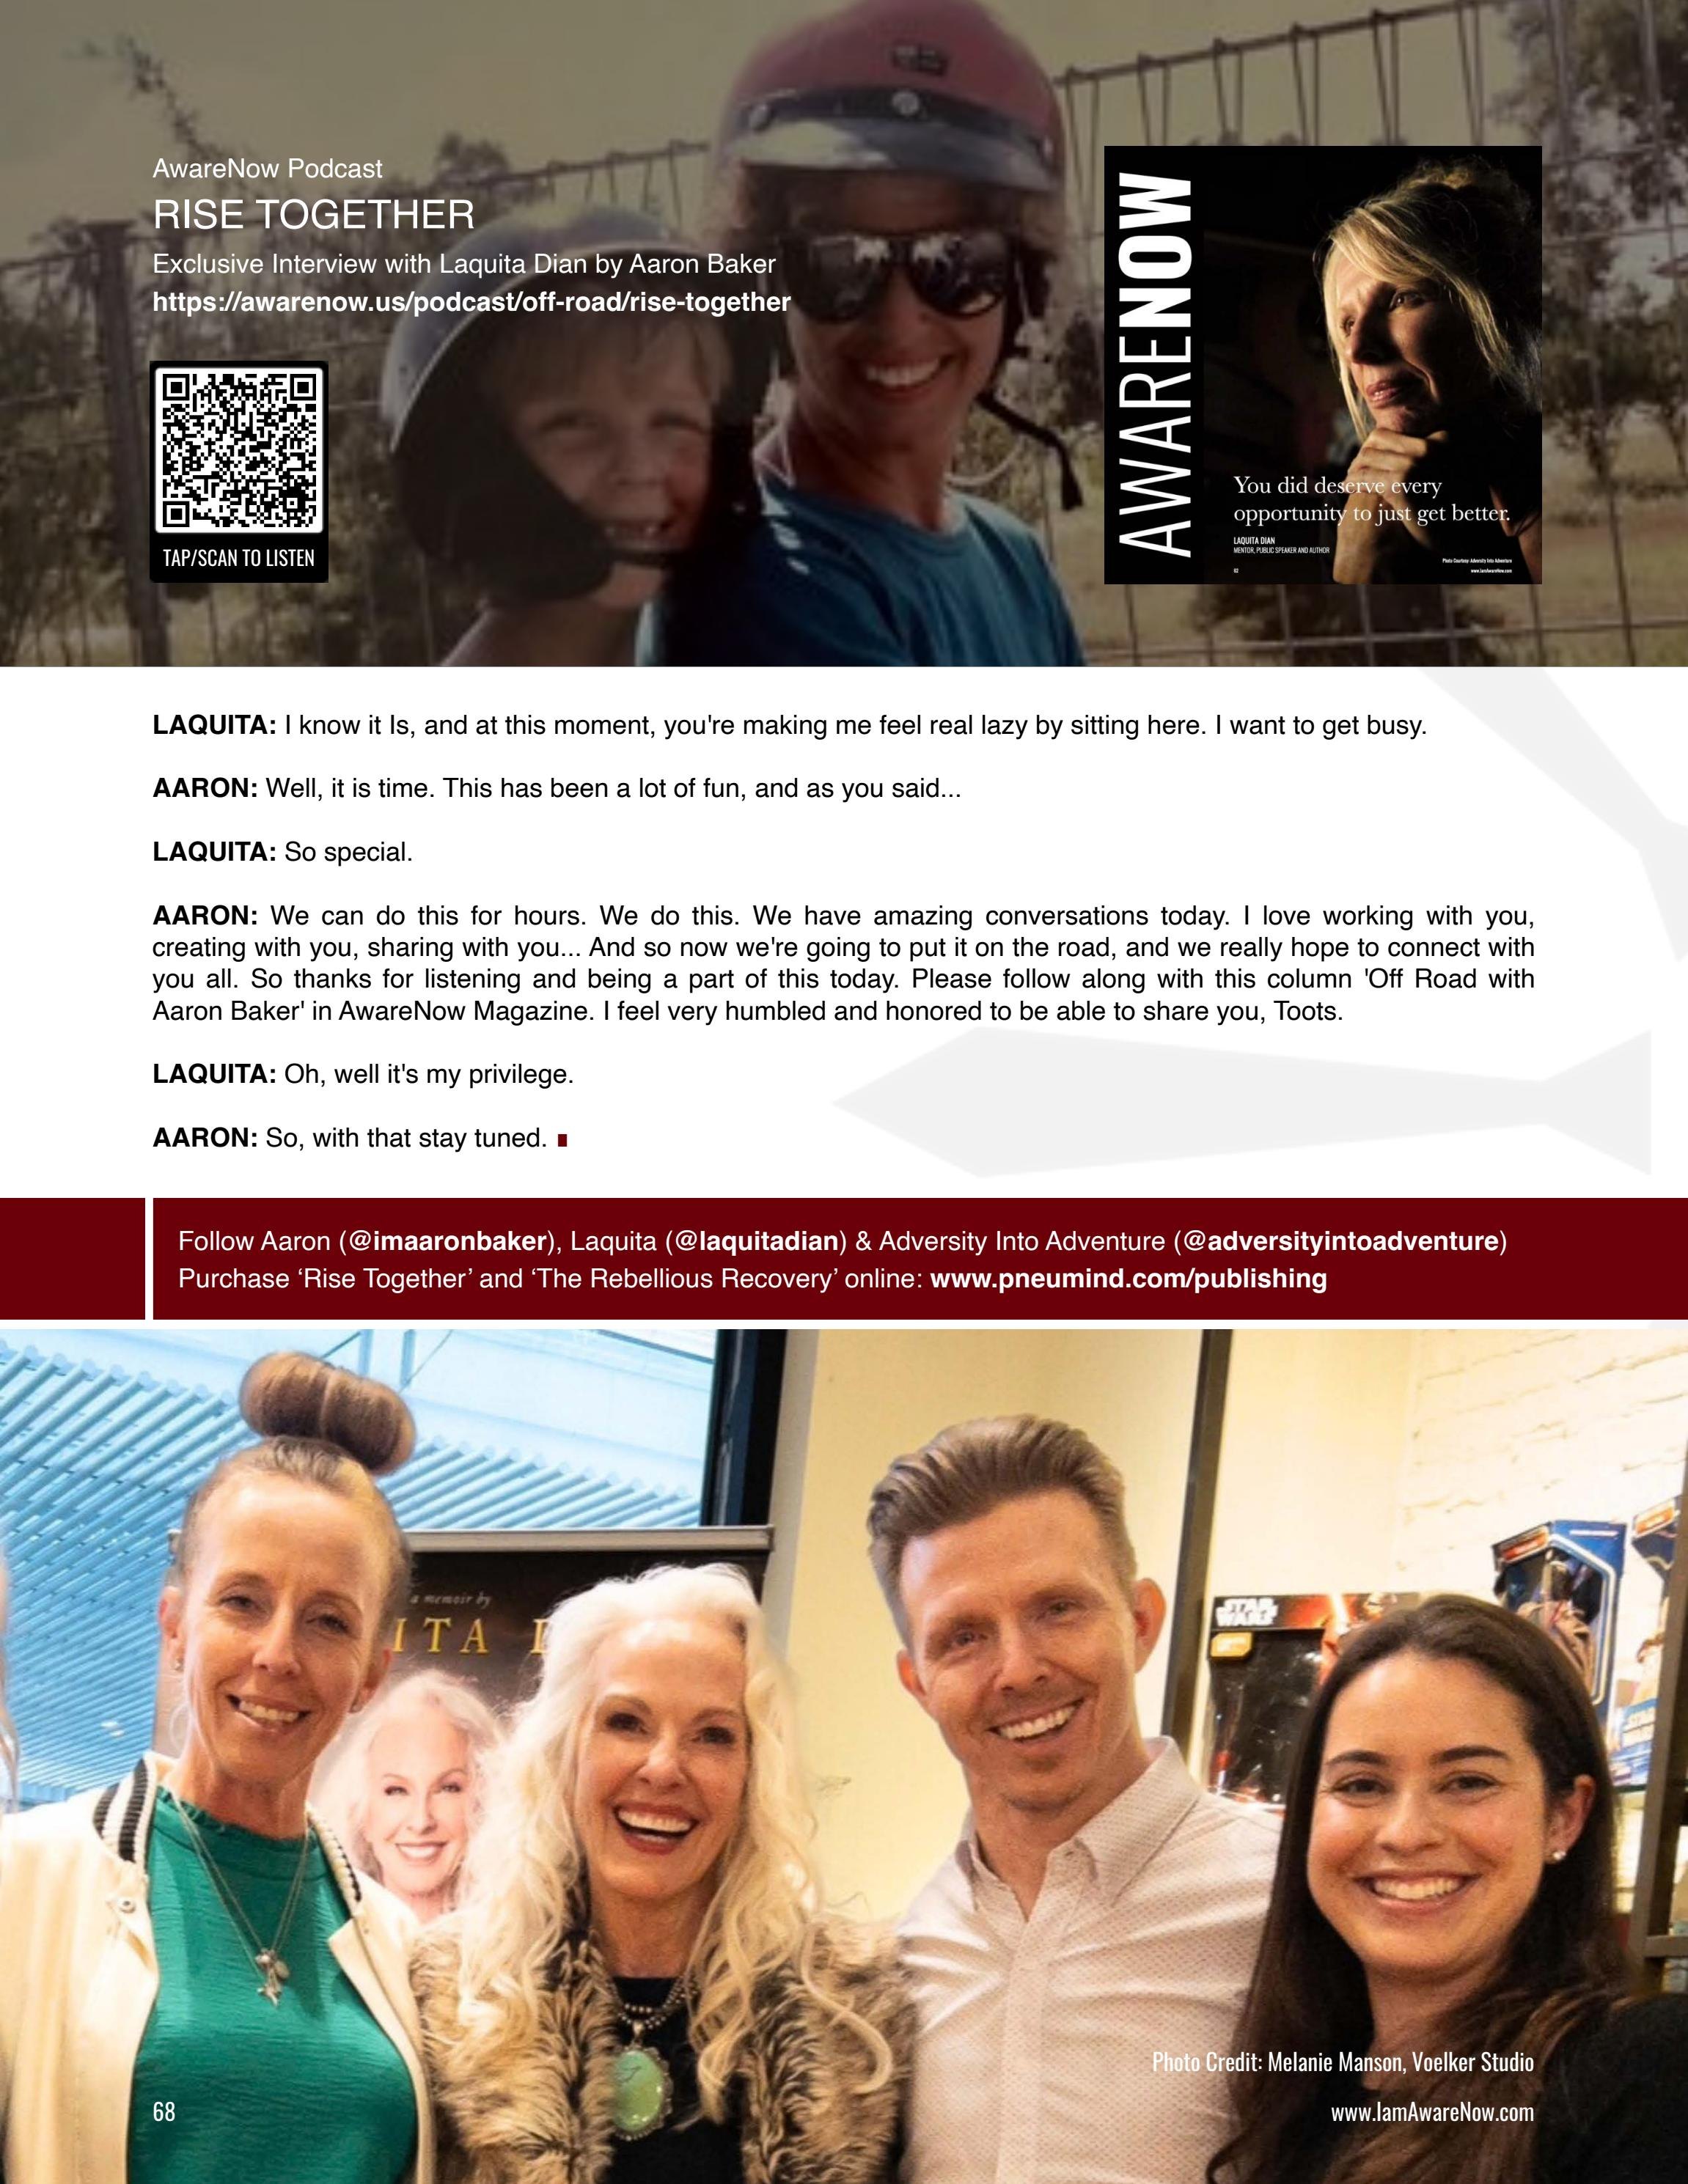 AwareNow Podcast
RISE TOGETHER
Exclusive Interview with Laquita Dian by Aaron Baker
https://awarenow.us/podcast/off-road/rise-together
TAP/SCAN TO LISTEN
AWARENOW
You did deserve every
opportunity to just get better.
LAQUITA DIAN
MENTOR, PUBLIC SPEAKER AND AUTHOR
Photo Courtesy: Adversity Into Adventure
62
www.IamAwareNow.com
LAQUITA: I know it Is, and at this moment, you're making me feel real lazy by sitting here. I want to get busy.
AARON: Well, it is time. This has been a lot of fun, and as you said...
LAQUITA: So special.
AARON: We can do this for hours. We do this. We have amazing conversations today. I love working with you,
creating with you, sharing with you... And so now we're going to put it on the road, and we really hope to connect with
you all. So thanks for listening and being a part of this today. Please follow along with this column 'Off Road with
Aaron Baker' in AwareNow Magazine. I feel very humbled and honored to be able to share you, Toots.
LAQUITA: Oh, well it's my privilege.
AARON: So, with that stay tuned.
Follow Aaron (@imaaronbaker), Laquita (@laquitadian) & Adversity Into Adventure (@adversityintoadventure)
Purchase ‘Rise Together’ and ‘The Rebellious Recovery’ online: www.pneumind.com/publishing
a memoir by
ITA
STAR
WARS
Photo Credit: Melanie Manson, Voelker Studio
68
www.IamAwareNow.com